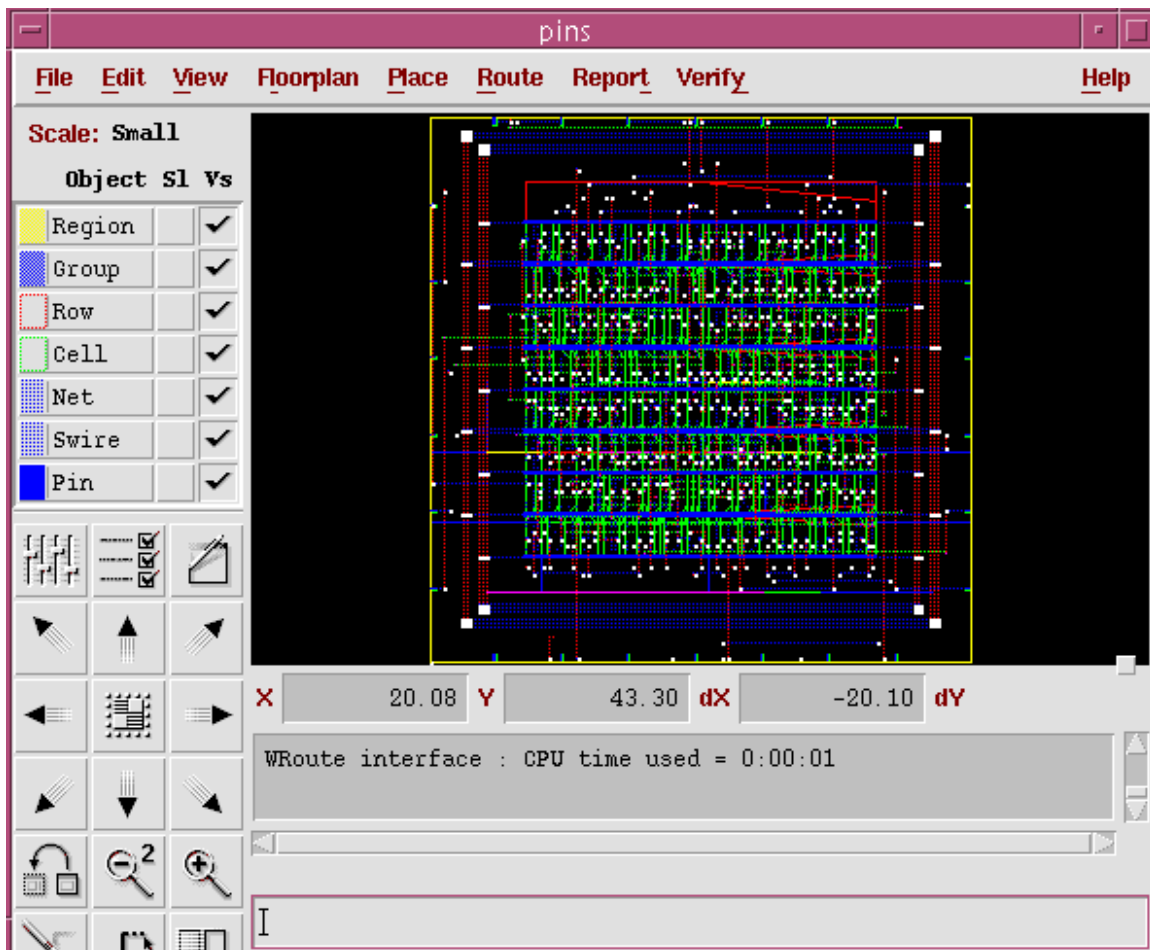 pins
File Edit View Floorplan Place Route Report Verify Help
Scale: Small
Object Sl Vs
Region
Group
Row
Cell
Net
Swire
Pin
X 20.08 Y 43.30 dX -20.10 dY
WRoute interface : CPU time used = 0:00:01
2